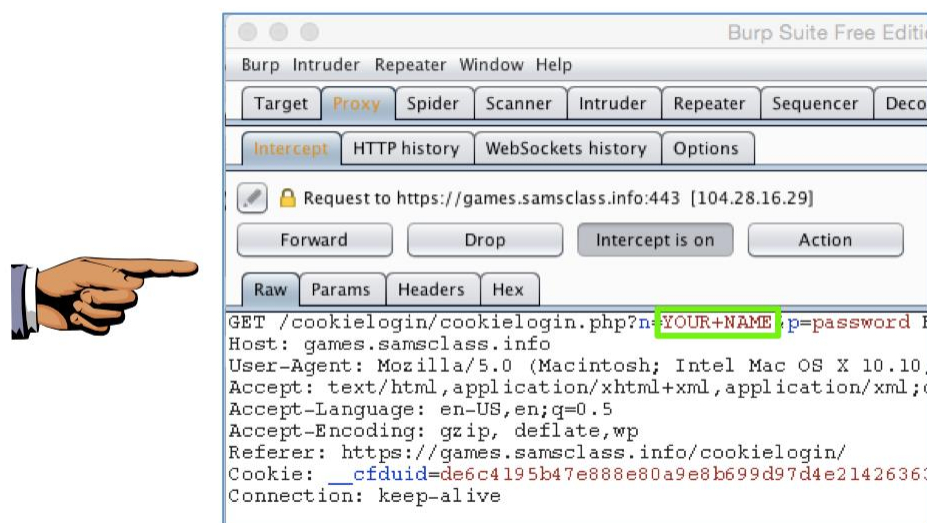 Burp Suite Free Editi
Burp Intruder Repeater Window Help
Target Proxy Spider Scanner Intruder Repeater Sequencer Deco
Intercept HTTP history WebSockets history Options
Request to https://games.samsclass.info:443 [104.28.16.29]
Forward Drop Intercept is on Action
Raw Params Headers Hex
GET /cookielogin/cookielogin.php?n=YOUR+NAME&p=password
Host: games.samsclass.info
User-Agent: Mozilla/5.0 (Macintosh; Intel Mac OS X 10.10
Accept: text/html,application/xhtml+xml,application/xml;
Accept-Language: en-US,en;q=0.5
Accept-Encoding: gzip, deflate,wp
Referer: https://games.samsclass.info/cookielogin/
Cookie: __cfduid=de6c4195b47e888e80a9e8b699d97d4e2142636
Connection: keep-alive